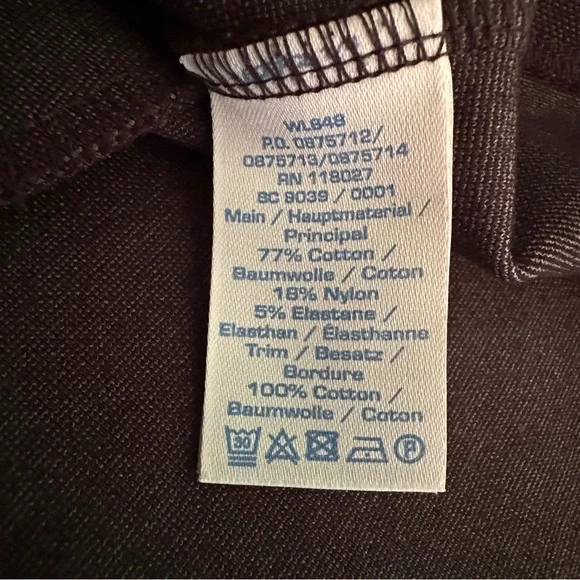 WL648
P.O. 0875712/
0875713/0875714
RN 118027
SC 9039 / 0001
Main / Hauptmaterial /
Principal
77% Cotton /
Baumwolle / Coton
18% Nylon
5% Elastane /
Elasthan / Élasthanne
Trim / Besatz /
Bordure
100% Cotton /
Baumwolle / Coton
30
P